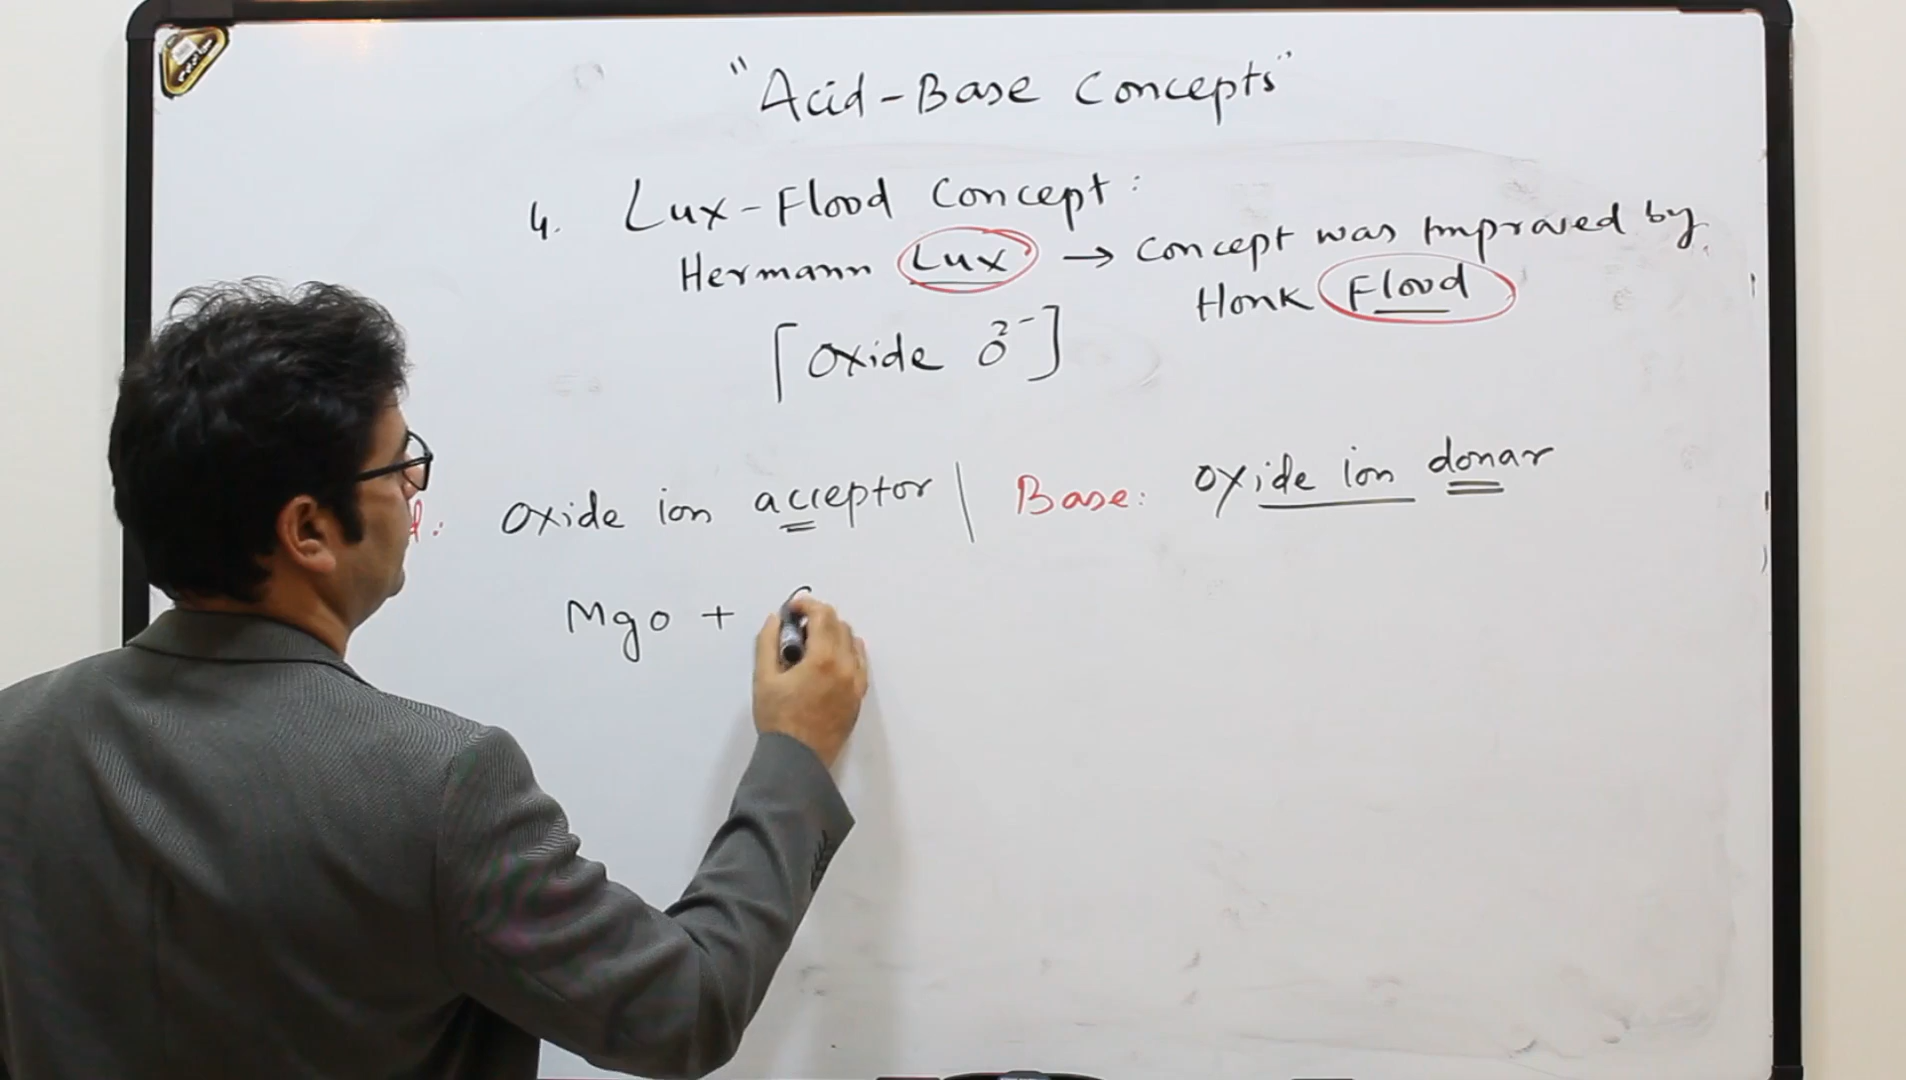 "Acid-Base Concepts"
4. Lux-Flood Concept:
Hermann Lux → Concept was Improved by
Honk Flood
[Oxide O²⁻]
d: Oxide ion acceptor | Base: Oxide ion donar
MgO +